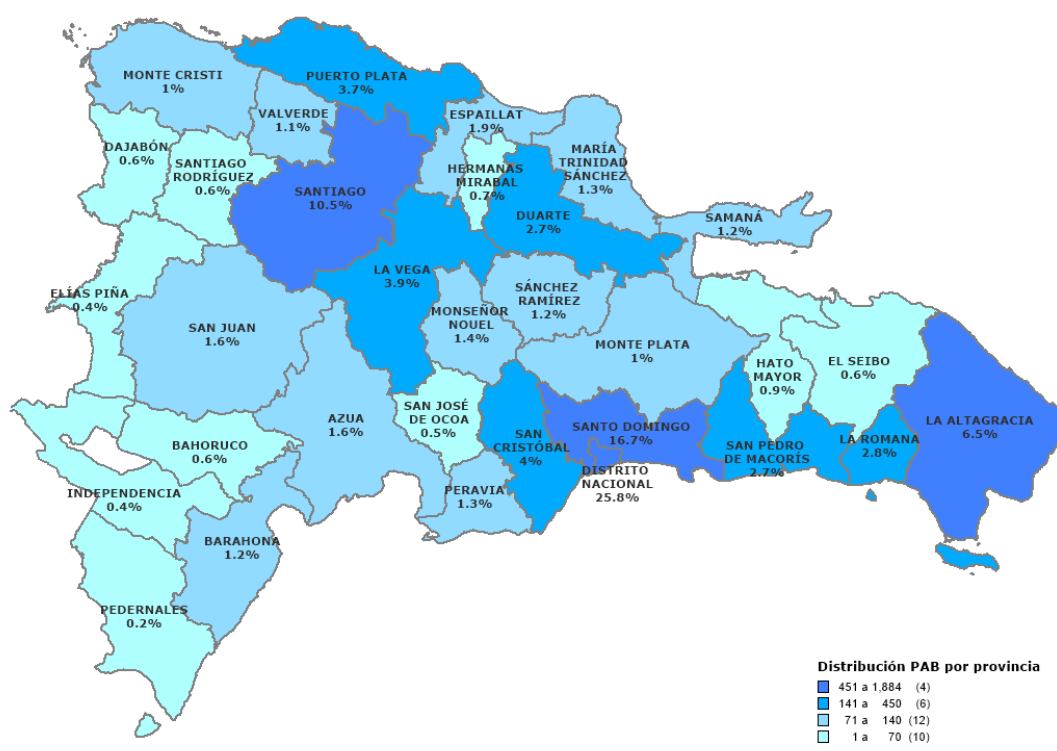 MONTE CRISTI
1%
PUERTO PLATA
3.7%
VALVERDE
1.1%
ESPAILLAT
1.9%
DAJABÓN
0.6%
SANTIAGO
RODRÍGUEZ
0.6%
MARÍA
TRINIDAD
SÁNCHEZ
1.3%
HERMANAS
MIRABAL
0.7%
SANTIAGO
10.5%
DUARTE
2.7%
SAMANÁ
1.2%
ELÍAS PIÑA
0.4%
LA VEGA
3.9%
SÁNCHEZ
RAMÍREZ
1.2%
SAN JUAN
1.6%
MONSEÑOR
NOUEL
1.4%
MONTE PLATA
1%
HATO
MAYOR
0.9%
EL SEIBO
0.6%
AZUA
1.6%
SAN JOSÉ
DE OCOA
0.5%
LA ALTAGRACIA
6.5%
SAN
CRISTÓBAL
4%
SANTO DOMINGO
16.7%
BAHORUCO
0.6%
SAN PEDRO
DE MACORÍS
2.7%
LA ROMANA
2.8%
DISTRITO
NACIONAL
25.8%
INDEPENDENCIA
0.4%
PERAVIA
1.3%
BARAHONA
1.2%
PEDERNALES
0.2%
Distribución PAB por provincia
451 a 1,884 (4)
141 a 450 (6)
71 a 140 (12)
1 a 70 (10)